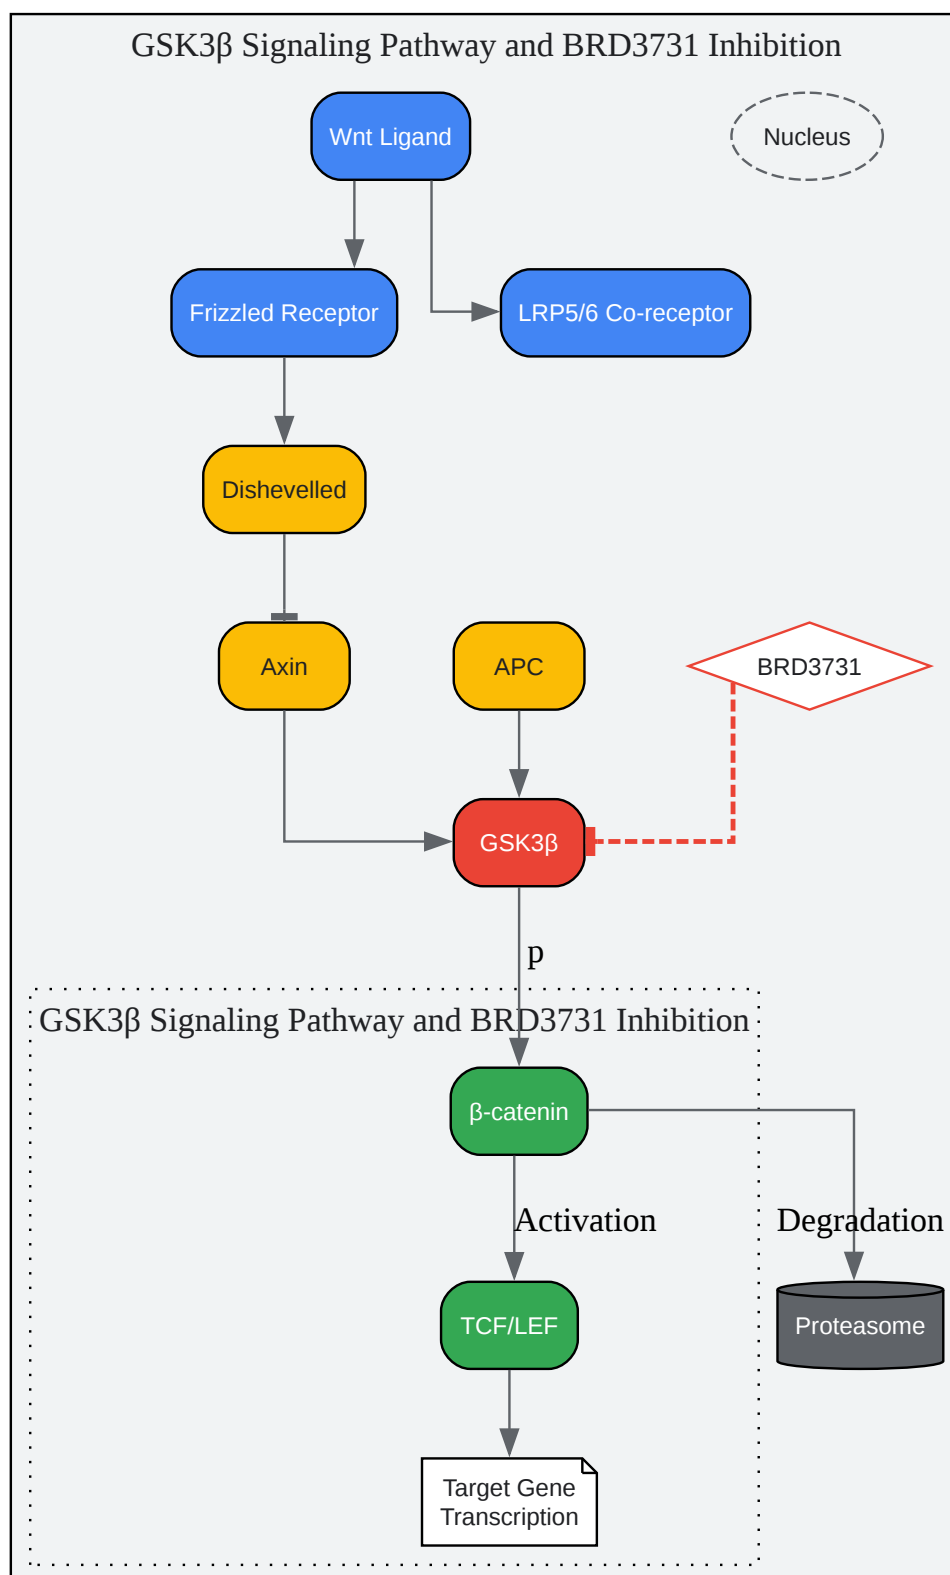 GSK3β Signaling Pathway and BRD3731 Inhibition
Wnt Ligand
Nucleus
Frizzled Receptor
LRP5/6 Co-receptor
Dishevelled
Axin
APC
BRD3731
GSK3β
p
GSK3β Signaling Pathway and BRD3731 Inhibition
β-catenin
Activation
Degradation
TCF/LEF
Proteasome
Target Gene
Transcription